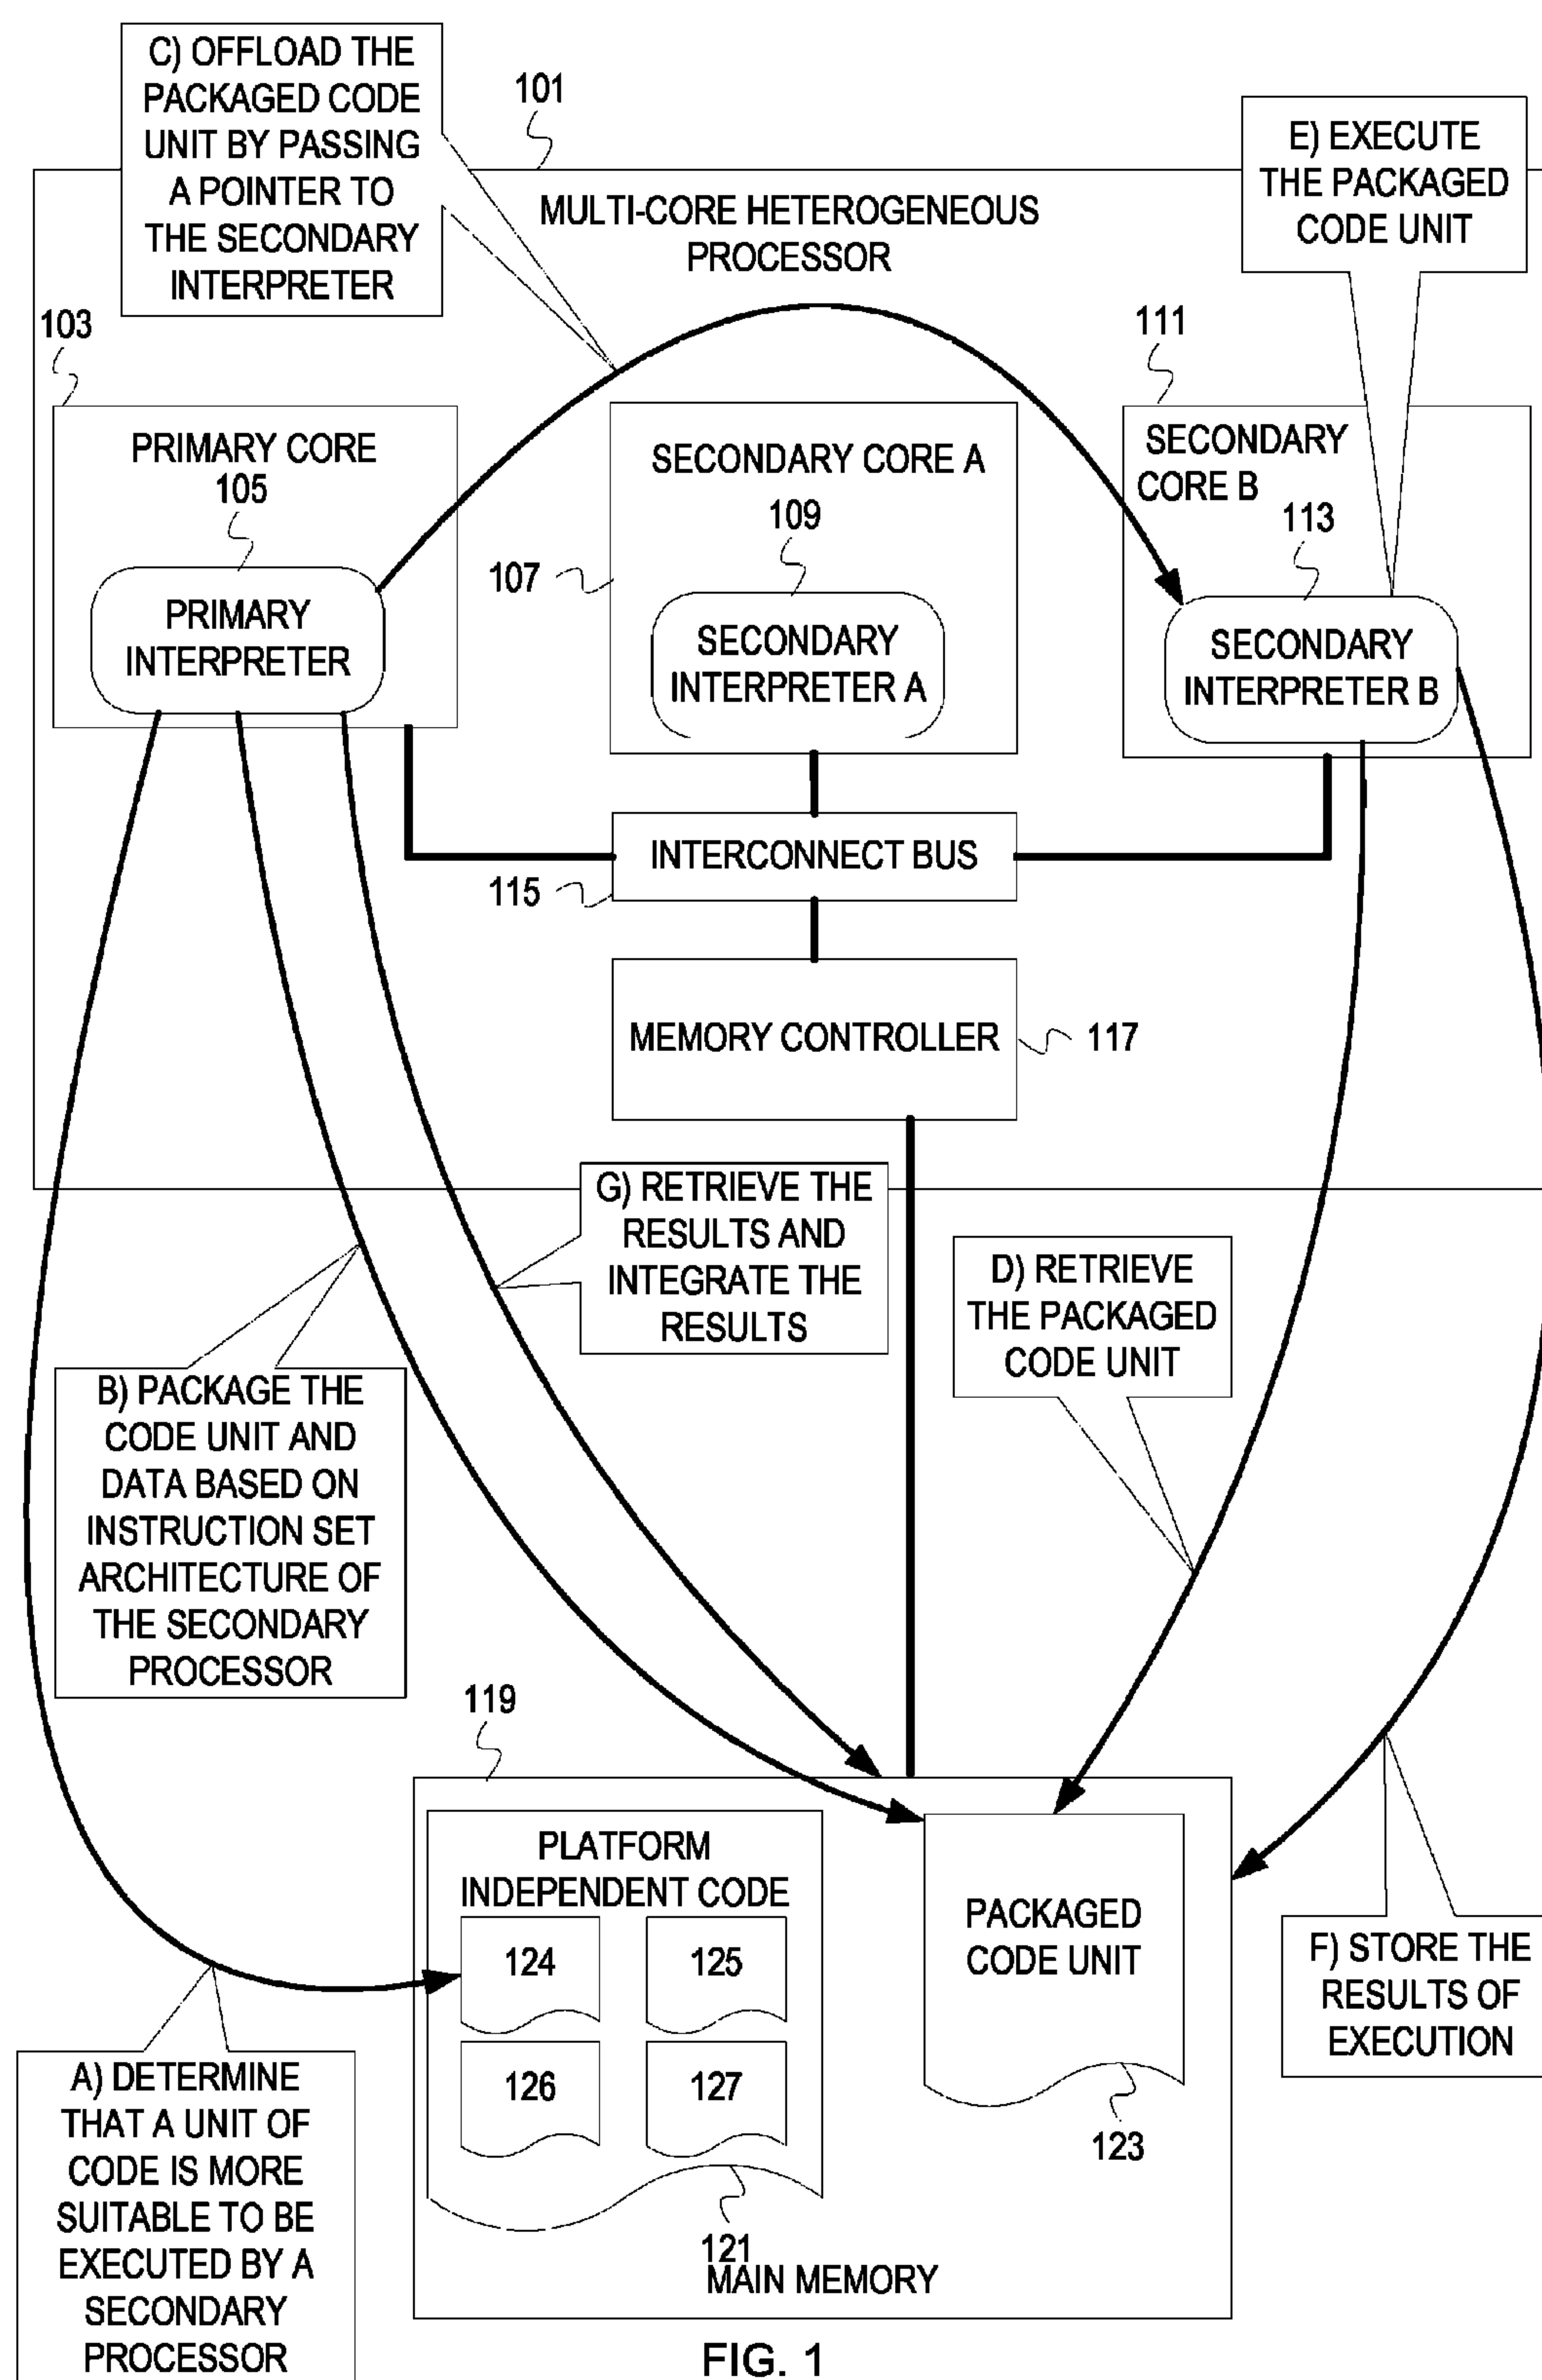 C) OFFLOAD THE
PACKAGED CODE
UNIT BY PASSING
A POINTER TO
THE SECONDARY
INTERPRETER
101
E) EXECUTE
THE PACKAGED
CODE UNIT
MULTI-CORE HETEROGENEOUS
PROCESSOR
103
111
PRIMARY CORE
105
PRIMARY
INTERPRETER
SECONDARY CORE A
109
107
SECONDARY
INTERPRETER A
SECONDARY
CORE B
113
SECONDARY
INTERPRETER B
INTERCONNECT BUS
115
MEMORY CONTROLLER
117
G) RETRIEVE THE
RESULTS AND
INTEGRATE THE
RESULTS
D) RETRIEVE
THE PACKAGED
CODE UNIT
B) PACKAGE THE
CODE UNIT AND
DATA BASED ON
INSTRUCTION SET
ARCHITECTURE OF
THE SECONDARY
PROCESSOR
119
PLATFORM
INDEPENDENT CODE
124
125
126
127
121
PACKAGED
CODE UNIT
123
MAIN MEMORY
F) STORE THE
RESULTS OF
EXECUTION
A) DETERMINE
THAT A UNIT OF
CODE IS MORE
SUITABLE TO BE
EXECUTED BY A
SECONDARY
PROCESSOR
FIG. 1